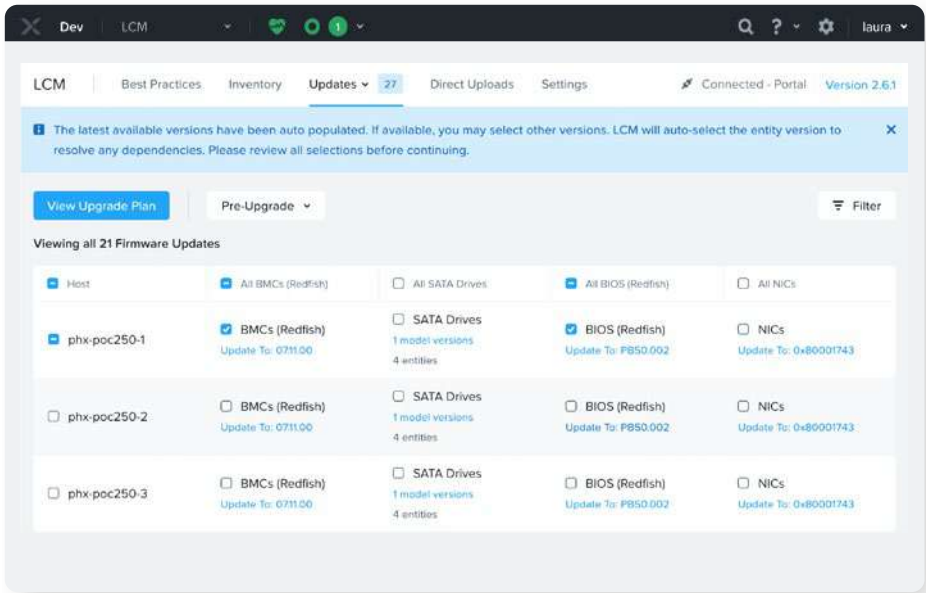 Dev LCM 1 ? laura
LCM Best Practices Inventory Updates 27 Direct Uploads Settings Connected - Portal Version 2.6.1
The latest available versions have been auto populated. If available, you may select other versions. LCM will auto-select the entity version to
resolve any dependencies. Please review all selections before continuing.
View Upgrade Plan Pre-Upgrade Filter
Viewing all 21 Firmware Updates
Host All BMCs (Redfish) All SATA Drives All BIOS (Redfish) All NICs
phx-poc250-1
BMCs (Redfish)
Update To: 07.11.00
SATA Drives
1 model versions
4 entities
BIOS (Redfish)
Update To: PB50.002
NICs
Update To: 0x80001743
phx-poc250-2
BMCs (Redfish)
Update To: 07.11.00
SATA Drives
1 model versions
4 entities
BIOS (Redfish)
Update To: PB50.002
NICs
Update To: 0x80001743
phx-poc250-3
BMCs (Redfish)
Update To: 07.11.00
SATA Drives
1 model versions
4 entities
BIOS (Redfish)
Update To: PB50.002
NICs
Update To: 0x80001743